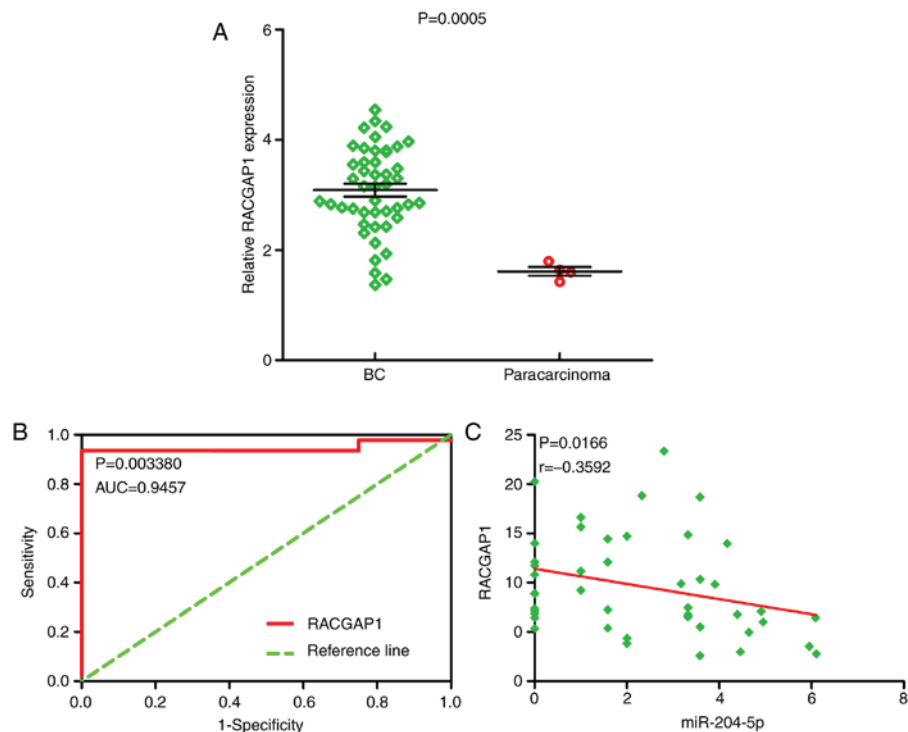 A
P=0.0005
Relative RACGAP1 expression
6
4
2
0
BC
Paracarcinoma
B
Sensitivity
1.0
0.8
0.6
0.4
0.2
0.0
P=0.003380
AUC=0.9457
RACGAP1
Reference line
0.0 0.2 0.4 0.6 0.8 1.0
1-Specificity
C
RACGAP1
25
20
15
10
0
0
P=0.0166
r=−0.3592
0 2 4 6 8
miR-204-5p